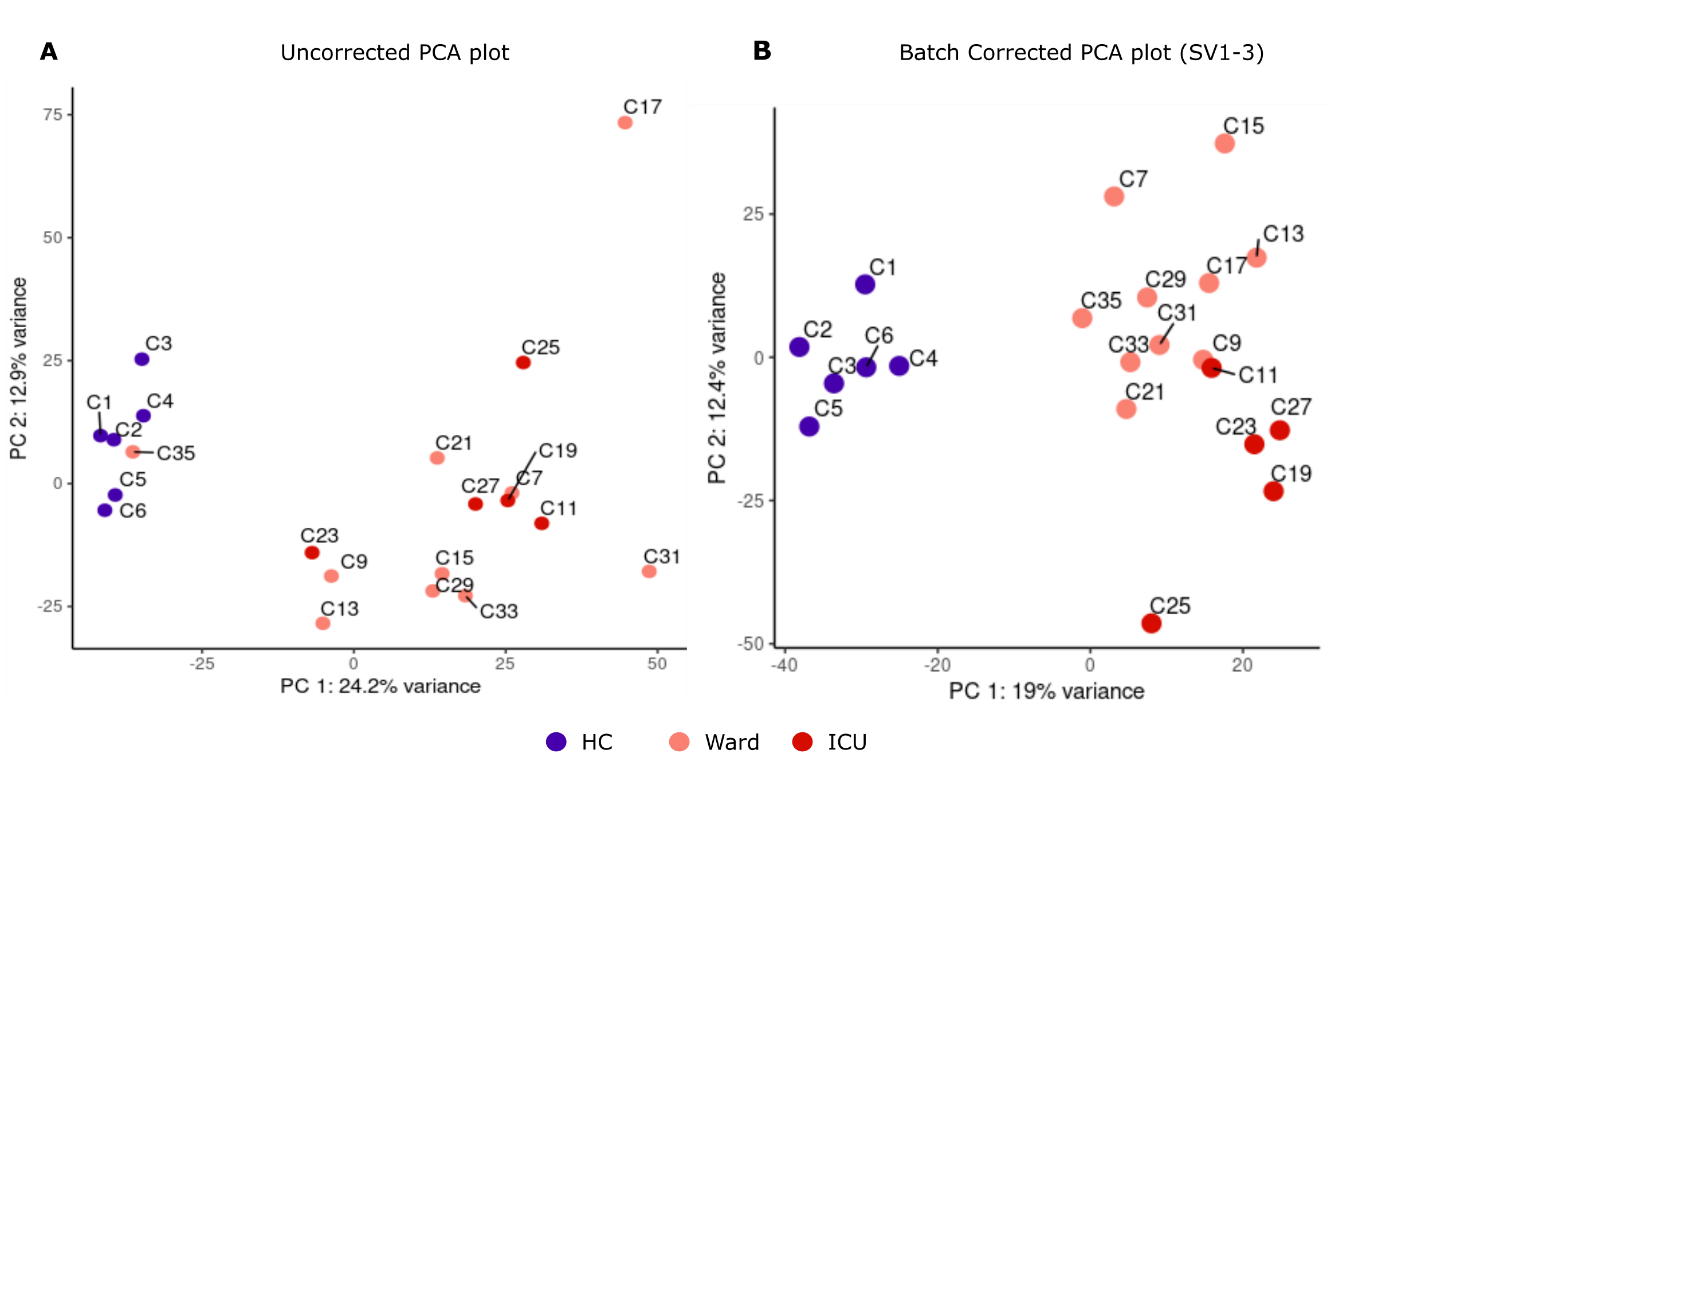 A
Uncorrected PCA plot
75
50
25
0
-25
PC 2: 12.9% variance
C17
C3
C25
C1
C4
C2
C35
C21
C19
C5
C7
C27
C6
C11
C23
C9
C15
C31
C29
C13
C33
-25
0
25
50
PC 1: 24.2% variance
B
Batch Corrected PCA plot (SV1-3)
25
0
-25
-50
PC 2: 12.4% variance
C15
C7
C13
C1
C17
C29
C35
C31
C2
C6
C33
C9
C3
C4
C11
C21
C5
C27
C23
C19
C25
-40
-20
0
20
PC 1: 19% variance
HC
Ward
ICU